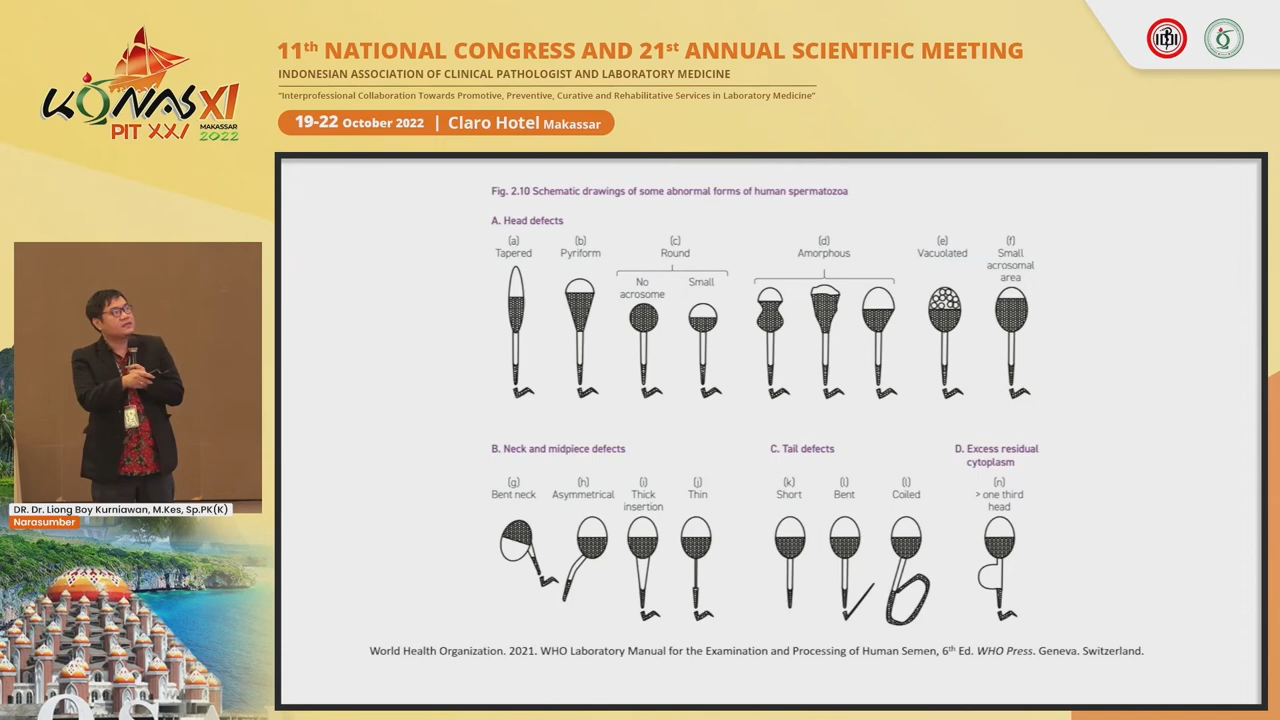 KONAS XI
PIT XXI
MAKASSAR
2022
11th NATIONAL CONGRESS AND 21st ANNUAL SCIENTIFIC MEETING
INDONESIAN ASSOCIATION OF CLINICAL PATHOLOGIST AND LABORATORY MEDICINE
"Interprofessional Collaboration Towards Promotive, Preventive, Curative and Rehabilitative Services in Laboratory Medicine"
19-22 October 2022 | Claro Hotel Makassar
IDI
Fig. 2.10 Schematic drawings of some abnormal forms of human spermatozoa
A. Head defects
(a) (b) (c) (d) (e) (f)
Tapered Pyriform Round Amorphous Vacuolated Small
acrosomal
area
No Small
acrosome
B. Neck and midpiece defects C. Tail defects D. Excess residual
cytoplasm
(g) (h) (i) (j) (k) (l) (l) (n)
Bent neck Asymmetrical Thick Thin Short Bent Coiled > one third
insertion head
World Health Organization. 2021. WHO Laboratory Manual for the Examination and Processing of Human Semen, 6th Ed. WHO Press. Geneva. Switzerland.
DR. Dr. Liong Boy Kurniawan, M.Kes, Sp.PK(K)
Narasumber